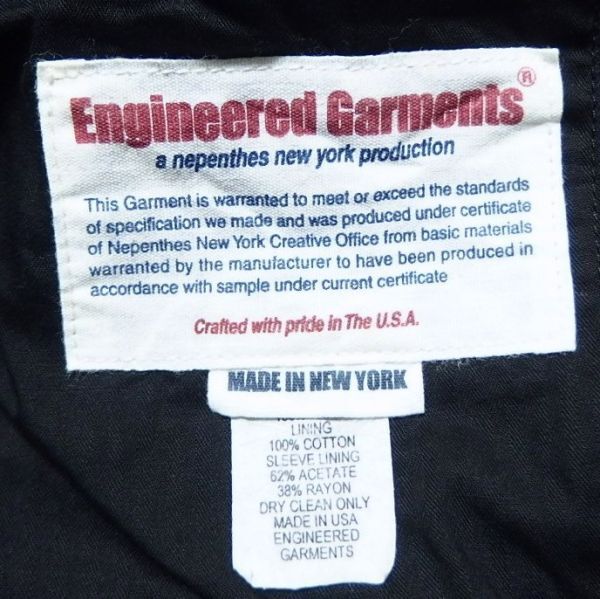 Engineered Garments®
a nepenthes new york production
This Garment is warranted to meet or exceed the standards
of specification we made and was produced under certificate
of Nepenthes New York Creative Office from basic materials
warranted by the manufacturer to have been produced in
accordance with sample under current certificate
Crafted with pride in The U.S.A.
MADE IN NEW YORK
LINING
100% COTTON
SLEEVE LINING
62% ACETATE
38% RAYON
DRY CLEAN ONLY
MADE IN USA
ENGINEERED
GARMENTS